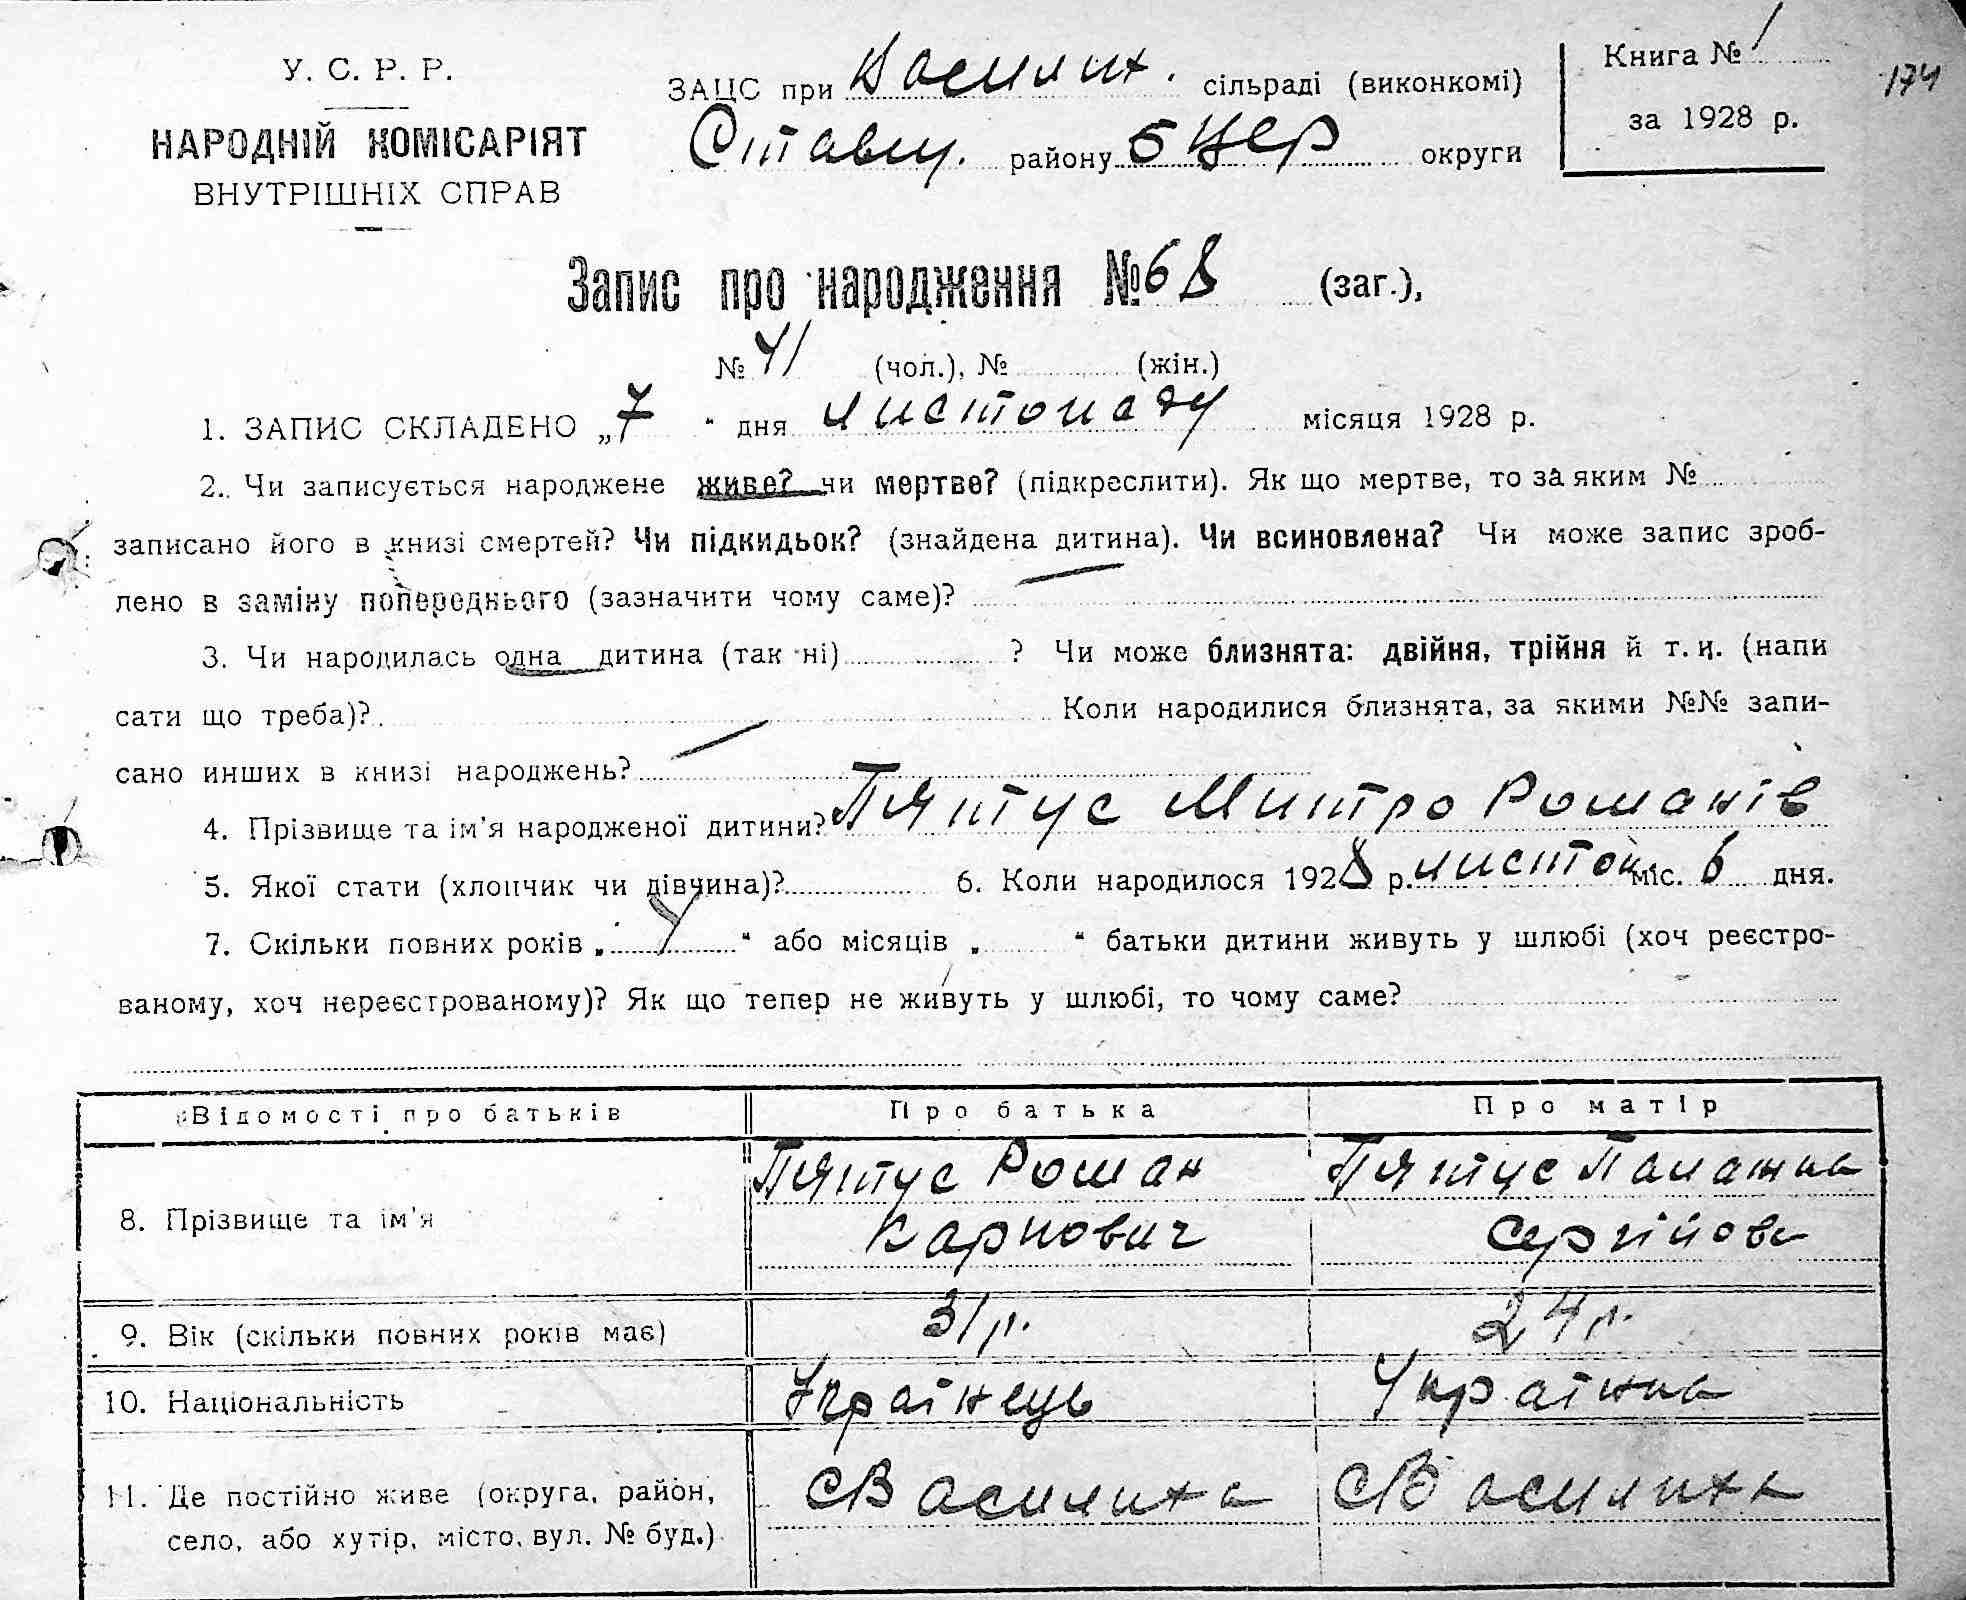 У. С. Р. Р.
НАРОДНІЙ КОМІСАРІЯТ
ВНУТРІШНІХ СПРАВ
ЗАЦС при Василих. сільраді (виконкомі)
Ставищ. району Б Цер округи
Книга № 1
за 1928 р.
174
Запис про народження № 68 (заг.),
№ 41 (чол.), № (жін.)
1. ЗАПИС СКЛАДЕНО „7“ дня листопаду місяця 1928 р.
2. Чи записується народжене живе? чи мертве? (підкреслити). Як що мертве, то за яким №
записано його в книзі смертей? Чи підкидьок? (знайдена дитина). Чи всиновлена? Чи може запис зроб-
лено в заміну попереднього (зазначити чому саме)?
3. Чи народилась одна дитина (так ні) ? Чи може близнята: двійня, трійня й т. и. (напи
сати що треба)? Коли народилися близнята, за якими №№ запи-
сано инших в книзі народжень?
4. Прізвище та ім'я народженої дитини? Пятус Митро Романів
5. Якої стати (хлопчик чи дівчина)? 6. Коли народилося 1928 р. листоп міс. 6 дня.
7. Скільки повних років „ “ або місяців „ “ батьки дитини живуть у шлюбі (хоч реєстро-
ваному, хоч нереєстрованому)? Як що тепер не живуть у шлюбі, то чому саме?
Відомості про батьків Про батька Про матір
8. Прізвище та ім'я Пятус Роман Карпович Пятус Палажка Сергійова
9. Вік (скільки повних років має) 31 р. 24 р.
10. Національність Українець Українка
11. Де постійно живе (округа, район, с Василиха с Василиха
село, або хутір, місто, вул. № буд.)